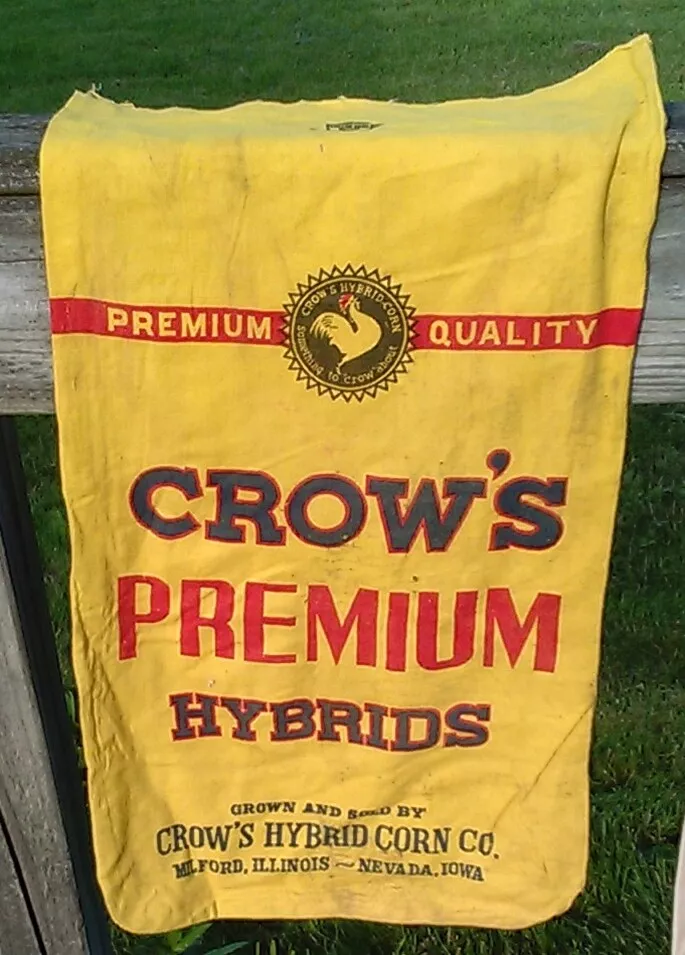 PREMIUM QUALITY
CROW'S HYBRID CORN
Something to crow about
CROW'S
PREMIUM
HYBRIDS
GROWN AND SOLD BY
CROW'S HYBRID CORN CO.
MILFORD, ILLINOIS — NEVADA, IOWA